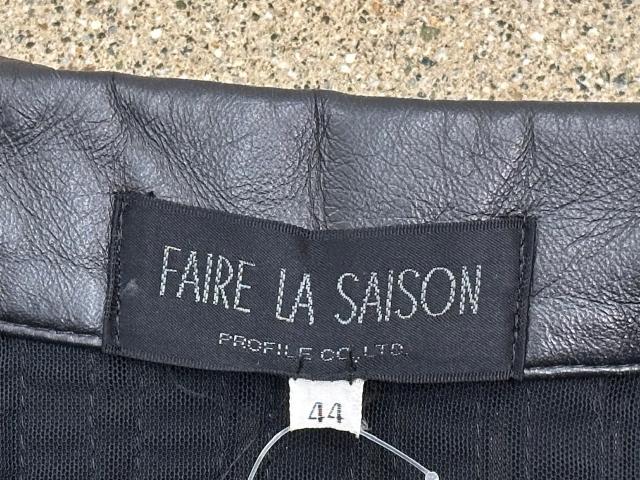 FAIRE LA SAISON
PROFILE CO., LTD.
44